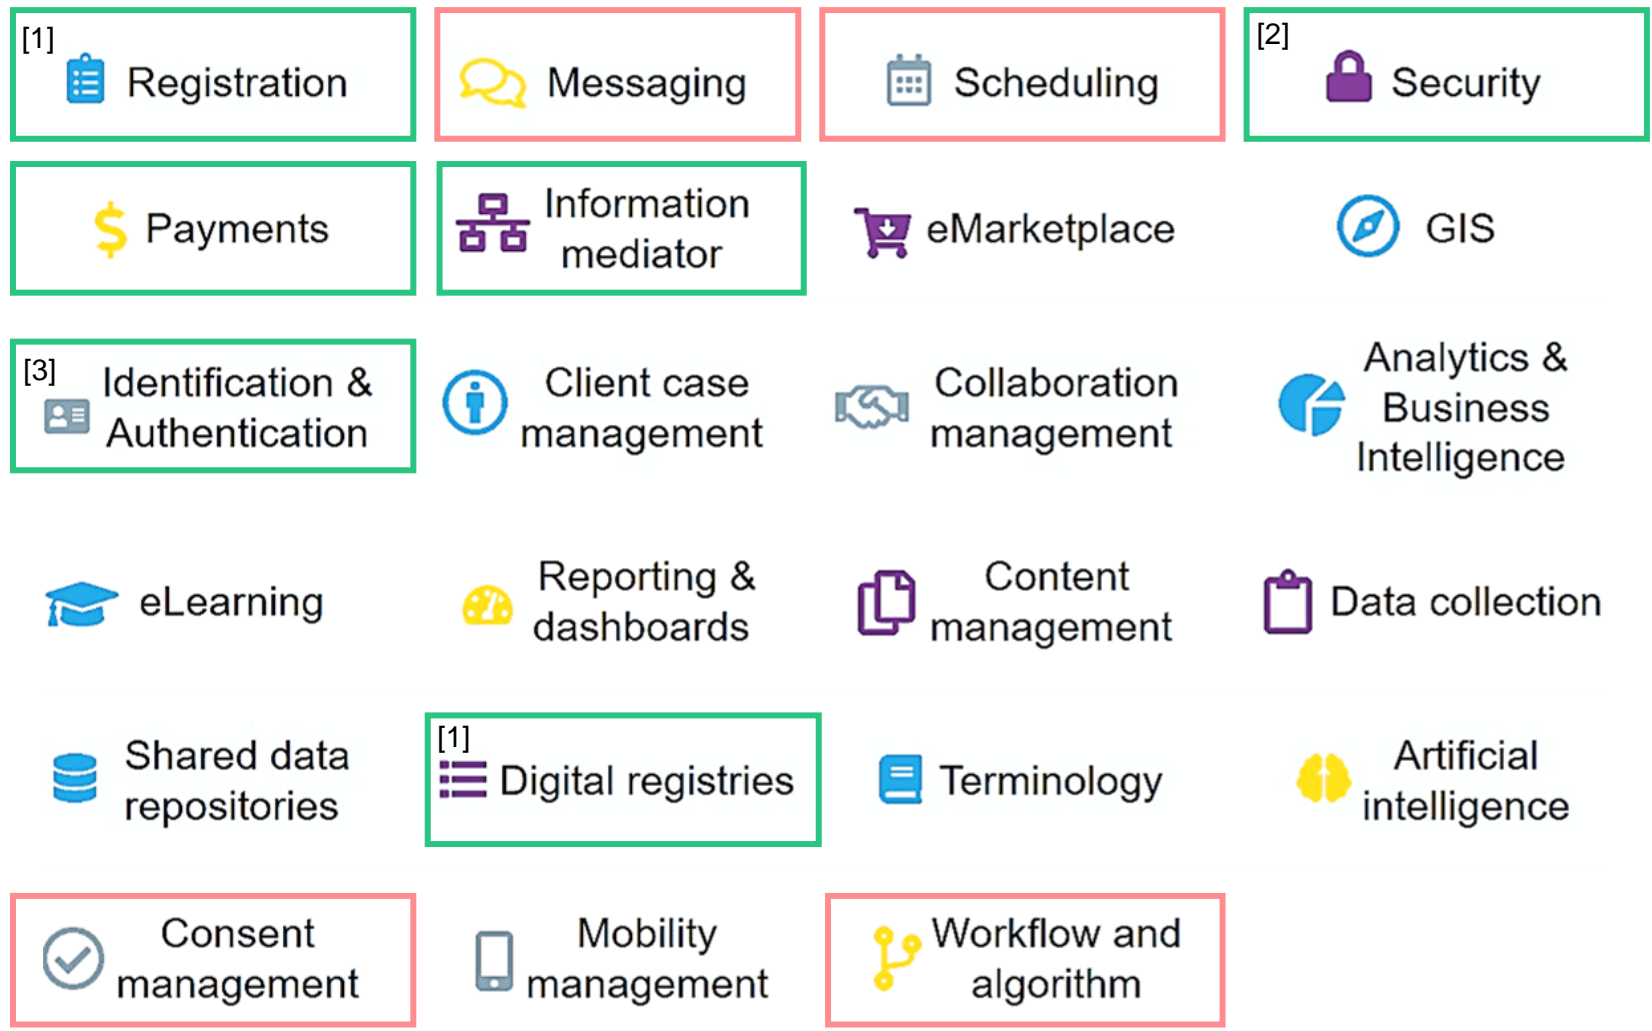 [1]
Registration
Messaging
Scheduling
[2]
Security
Payments
Information
mediator
eMarketplace
GIS
[3]
Identification &
Authentication
Client case
management
Collaboration
management
Analytics &
Business
Intelligence
eLearning
Reporting &
dashboards
Content
management
Data collection
Shared data
repositories
[1]
Digital registries
Terminology
Artificial
intelligence
Consent
management
Mobility
management
Workflow and
algorithm